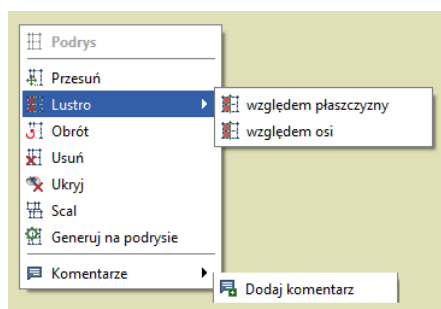 Podrys
Przesuń
Lustro
względem płaszczyzny
względem osi
Obrót
Usuń
Ukryj
Scal
Generuj na podrysie
Komentarze
Dodaj komentarz